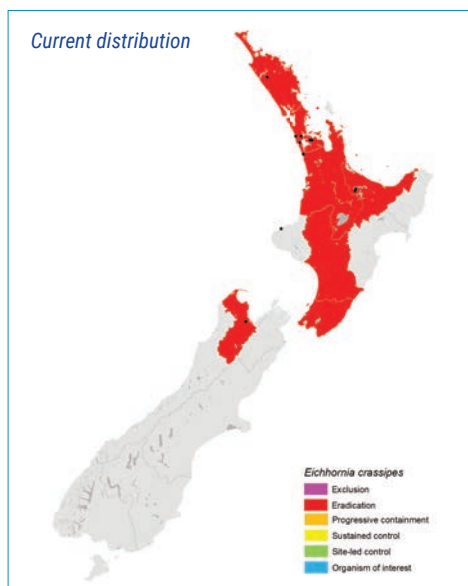 Current distribution
Eichhornia crassipes
Exclusion
Eradication
Progressive containment
Sustained control
Site-led control
Organism of interest